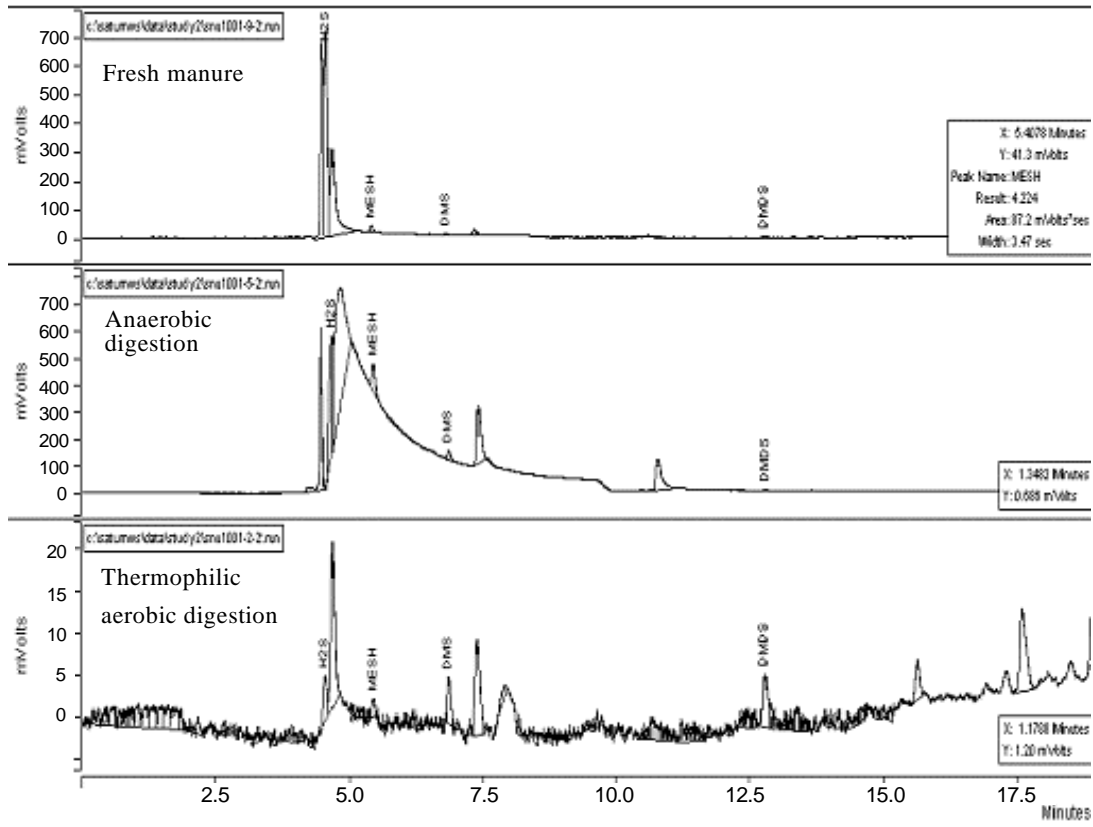 c:\saturnws\data\study2\sns1001-9-2.run
H2S
Fresh manure
MESH
DMS
DMDS
X: 5.4078 Minutes
Y: 41.3 mVolts
Peak Name: MESH
Result: 4.224
Area: 87.2 mVolts*sec
Width: 3.47 sec
mVolts
700
600
500
400
300
200
100
0
c:\saturnws\data\study2\sns1001-5-2.run
Anaerobic
digestion
H2S
MESH
DMS
DMDS
X: 1.3483 Minutes
Y: 0.686 mVolts
mVolts
700
600
500
400
300
200
100
0
c:\saturnws\data\study2\sns1001-2-2.run
Thermophilic
aerobic digestion
H2S
MESH
DMS
DMDS
X: 1.1788 Minutes
Y: 1.20 mVolts
mVolts
20
15
10
5
0
2.5 5.0 7.5 10.0 12.5 15.0 17.5
Minutes